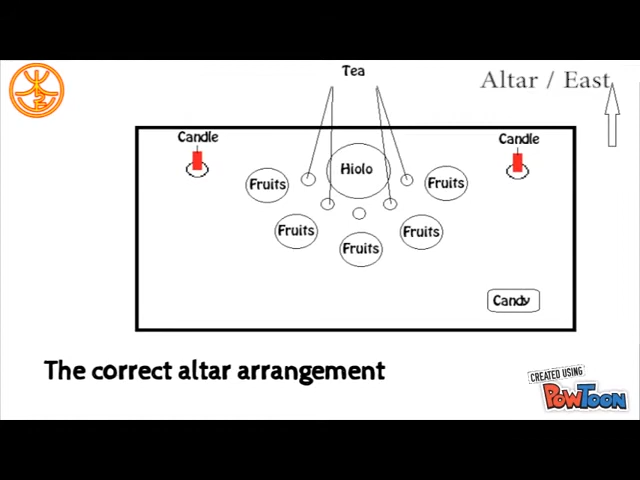 Tea
Altar / East
Candle
Candle
Hiolo
Fruits
Fruits
Fruits
Fruits
Fruits
Candy
The correct altar arrangement
CREATED USING
POWTOON